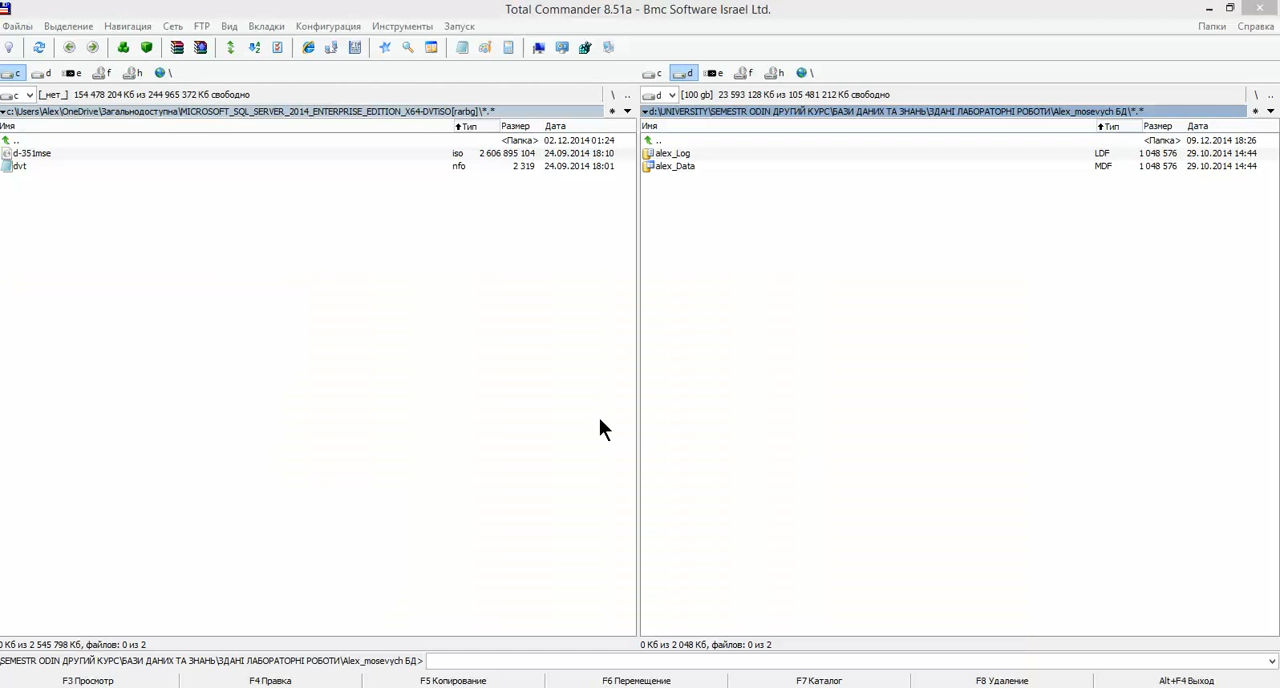 Total Commander 8.51a - Bmc Software Israel Ltd.
Файлы Выделение Навигация Сеть FTP Вид Вкладки Конфигурация Инструменты Запуск Папки Справка
c d e f h \ c d e f h \
c [_нет_] 154 478 204 Кб из 244 965 372 Кб свободно \ .. d [100 gb] 23 593 128 Кб из 105 481 212 Кб свободно \ ..
c:\Users\Alex\OneDrive\Загальнодоступна\MICROSOFT_SQL_SERVER_2014_ENTERPRISE_EDITION_X64-DVTiSO[rarbg]\*.* * d:\UNIVERSITY\SEMESTR ODIN ДРУГИЙ КУРС\БАЗИ ДАНИХ ТА ЗНАНЬ\ЗДАНІ ЛАБОРАТОРНІ РОБОТИ\Alex_mosevych БД\*.* *
Имя Тип Размер Дата Имя Тип Размер Дата
.. <Папка> 02.12.2014 01:24 .. <Папка> 09.12.2014 18:26
d-351mse iso 2 606 895 104 24.09.2014 18:10 alex_Log LDF 1 048 576 29.10.2014 14:44
dvt nfo 2 319 24.09.2014 18:01 alex_Data MDF 1 048 576 29.10.2014 14:44
0 Кб из 2 545 798 Кб, файлов: 0 из 2 0 Кб из 2 048 Кб, файлов: 0 из 2
SEMESTR ODIN ДРУГИЙ КУРС\БАЗИ ДАНИХ ТА ЗНАНЬ\ЗДАНІ ЛАБОРАТОРНІ РОБОТИ\Alex_mosevych БД>
F3 Просмотр F4 Правка F5 Копирование F6 Перемещение F7 Каталог F8 Удаление Alt+F4 Выход